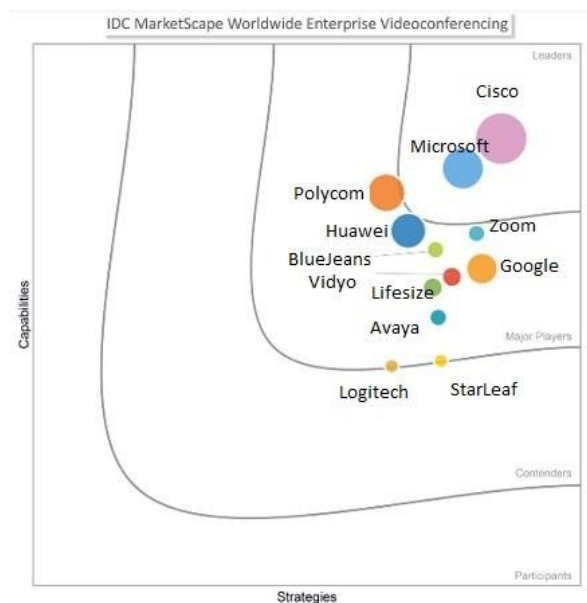 IDC MarketScape Worldwide Enterprise Videoconferencing
Leaders
Cisco
Microsoft
Polycom
Huawei
Zoom
BlueJeans
Google
Vidyo
Lifesize
Avaya
Major Players
Logitech
StarLeaf
Contenders
Participants
Capabilities
Strategies